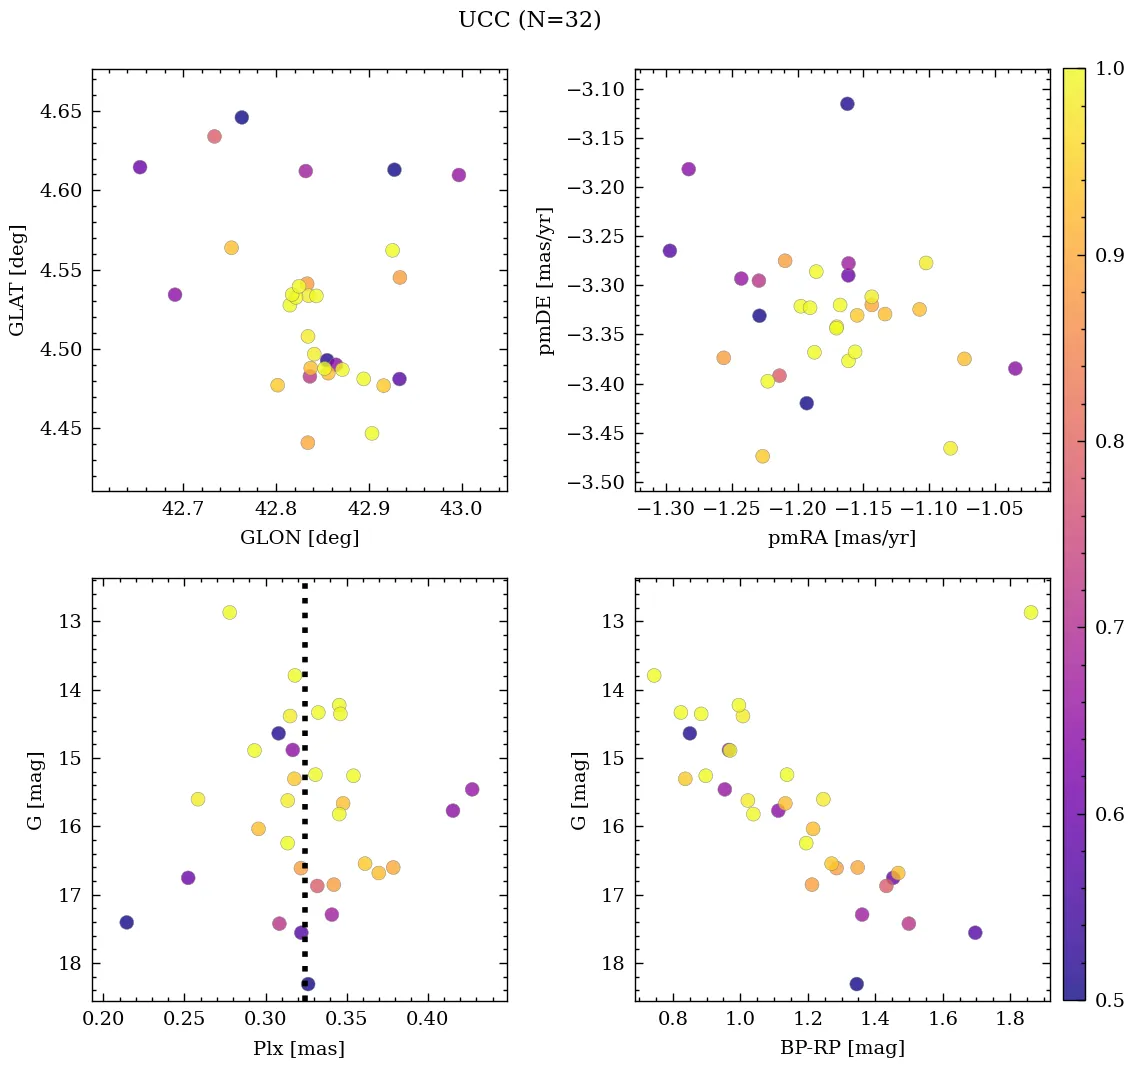 UCC (N=32)
4.65
4.60
4.55
4.50
4.45
GLAT [deg]
42.7 42.8 42.9 43.0
GLON [deg]
−3.10
−3.15
−3.20
−3.25
−3.30
−3.35
−3.40
−3.45
−3.50
pmDE [mas/yr]
−1.30 −1.25 −1.20 −1.15 −1.10 −1.05
pmRA [mas/yr]
13
14
15
16
17
18
G [mag]
0.20 0.25 0.30 0.35 0.40
Plx [mas]
13
14
15
16
17
18
G [mag]
0.8 1.0 1.2 1.4 1.6 1.8
BP-RP [mag]
1.0
0.9
0.8
0.7
0.6
0.5